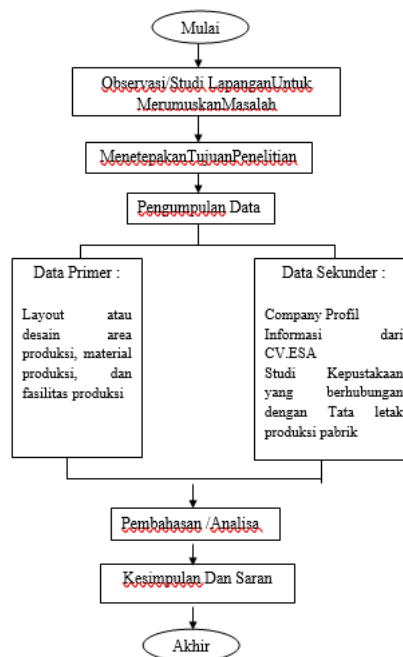 Mulai
Observasi/Studi LapanganUntuk
MerumuskanMasalah
MenetepakanTujuanPenelitian
Pengumpulan Data
Data Primer :
Layout atau
desain area
produksi, material
produksi, dan
fasilitas produksi
Data Sekunder :
Company Profil
Informasi dari
CV.ESA
Studi Kepustakaan
yang berhubungan
dengan Tata letak
produksi pabrik
Pembahasan /Analisa
Kesimpulan Dan Saran
Akhir